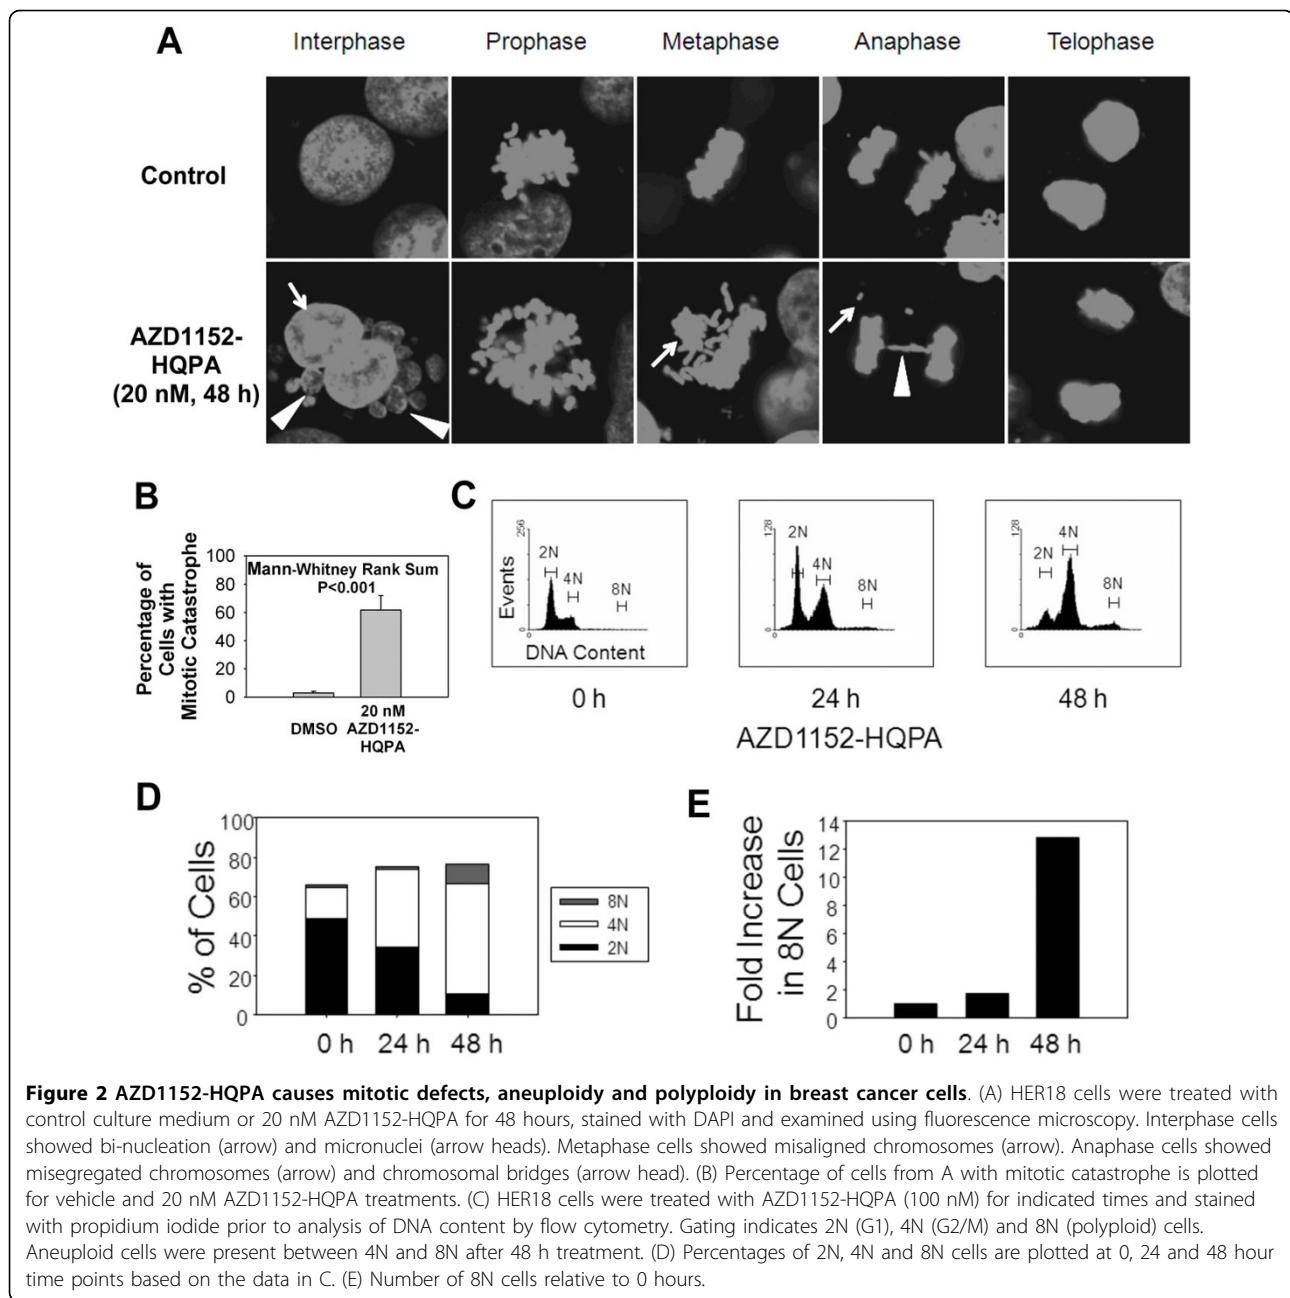 A
Interphase Prophase Metaphase Anaphase Telophase
Control
AZD1152-
HQPA
(20 nM, 48 h)
B
Percentage of
Cells with
Mitotic Catastrophe
100
80
60
40
20
0
Mann-Whitney Rank Sum
P<0.001
DMSO
20 nM
AZD1152-
HQPA
C
Events
256
0
2N
4N
8N
DNA Content
0 h
128
0
2N
4N
8N
24 h
128
0
2N
4N
8N
48 h
AZD1152-HQPA
D
% of Cells
100
80
60
40
20
0
0 h 24 h 48 h
8N
4N
2N
E
Fold Increase
in 8N Cells
14
12
10
8
6
4
2
0
0 h 24 h 48 h
Figure 2 AZD1152-HQPA causes mitotic defects, aneuploidy and polyploidy in breast cancer cells. (A) HER18 cells were treated with
control culture medium or 20 nM AZD1152-HQPA for 48 hours, stained with DAPI and examined using fluorescence microscopy. Interphase cells
showed bi-nucleation (arrow) and micronuclei (arrow heads). Metaphase cells showed misaligned chromosomes (arrow). Anaphase cells showed
misegregated chromosomes (arrow) and chromosomal bridges (arrow head). (B) Percentage of cells from A with mitotic catastrophe is plotted
for vehicle and 20 nM AZD1152-HQPA treatments. (C) HER18 cells were treated with AZD1152-HQPA (100 nM) for indicated times and stained
with propidium iodide prior to analysis of DNA content by flow cytometry. Gating indicates 2N (G1), 4N (G2/M) and 8N (polyploid) cells.
Aneuploid cells were present between 4N and 8N after 48 h treatment. (D) Percentages of 2N, 4N and 8N cells are plotted at 0, 24 and 48 hour
time points based on the data in C. (E) Number of 8N cells relative to 0 hours.